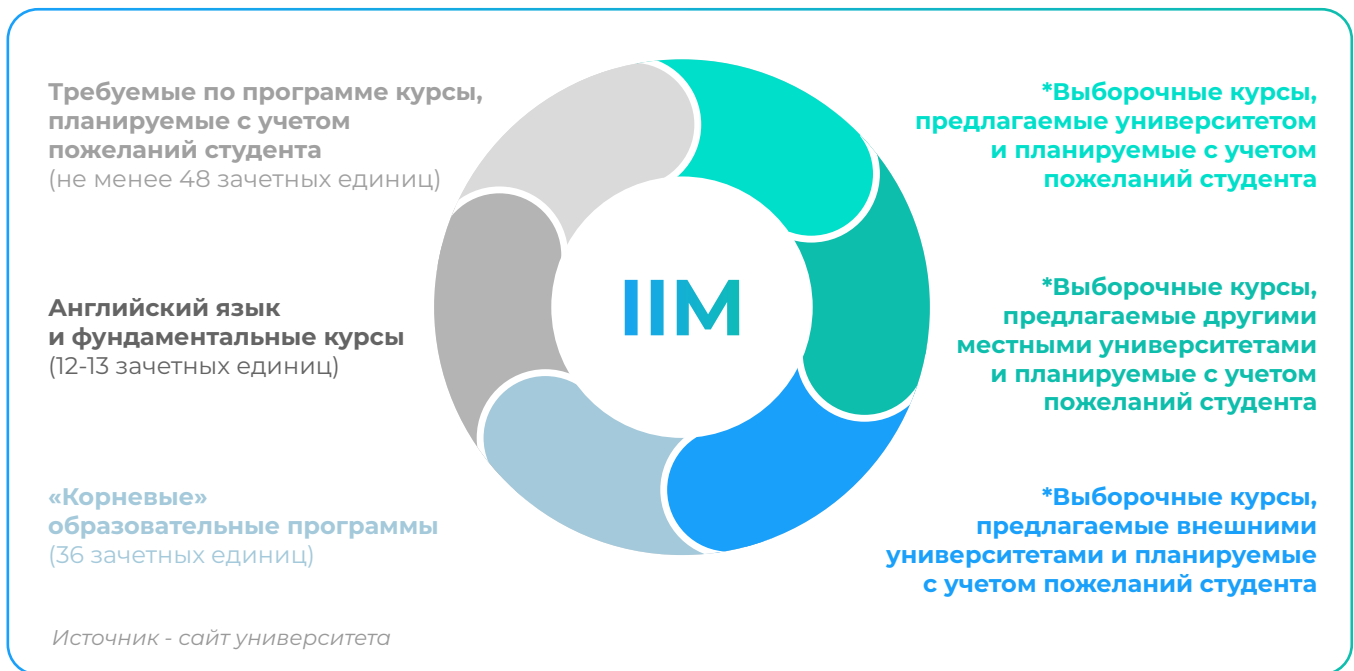 Требуемые по программе курсы,
планируемые с учетом
пожеланий студента
(не менее 48 зачетных единиц)
Английский язык
и фундаментальные курсы
(12-13 зачетных единиц)
«Корневые»
образовательные программы
(36 зачетных единиц)
IIM
*Выборочные курсы,
предлагаемые университетом
и планируемые с учетом
пожеланий студента
*Выборочные курсы,
предлагаемые другими
местными университетами
и планируемые с учетом
пожеланий студента
*Выборочные курсы,
предлагаемые внешними
университетами и планируемые
с учетом пожеланий студента
Источник - сайт университета